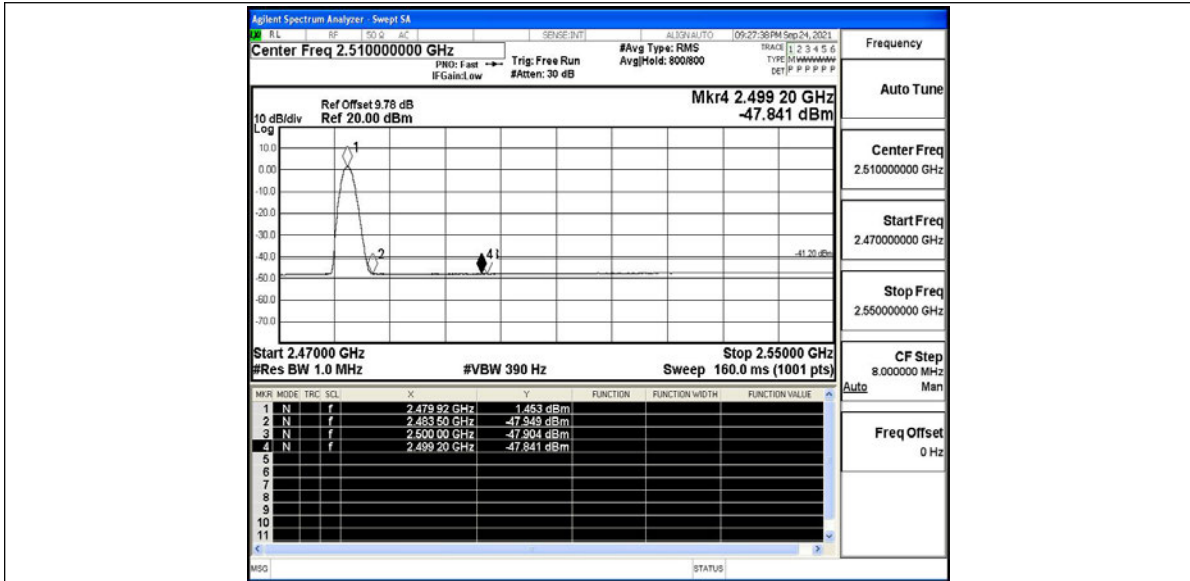 Agilent Spectrum Analyzer - Swept SA
RL RF 50 Ω AC SENSE:INT ALIGNAUTO 09:27:38 PM Sep 24, 2021
Center Freq 2.510000000 GHz
PNO: Fast
IFGain:Low
Trig: Free Run
#Atten: 30 dB
#Avg Type: RMS
Avg|Hold: 800/800
TRACE 1 2 3 4 5 6
TYPE M
DET P P P P P P
Mkr4 2.499 20 GHz
-47.841 dBm
Ref Offset 9.78 dB
10 dB/div Ref 20.00 dBm
Log
10.0
0.00
-10.0
-20.0
-30.0
-40.0
-50.0
-60.0
-70.0
1
2
4
-41.20 dBm
Start 2.47000 GHz Stop 2.55000 GHz
#Res BW 1.0 MHz #VBW 390 Hz Sweep 160.0 ms (1001 pts)
MKR MODE TRC SCL X Y FUNCTION FUNCTION WIDTH FUNCTION VALUE
1 N f 2.479 92 GHz 1.453 dBm
2 N f 2.483 50 GHz -47.949 dBm
3 N f 2.500 00 GHz -47.904 dBm
4 N f 2.499 20 GHz -47.841 dBm
5
6
7
8
9
10
11
MSG STATUS
Frequency
Auto Tune
Center Freq
2.510000000 GHz
Start Freq
2.470000000 GHz
Stop Freq
2.550000000 GHz
CF Step
8.000000 MHz
Auto Man
Freq Offset
0 Hz